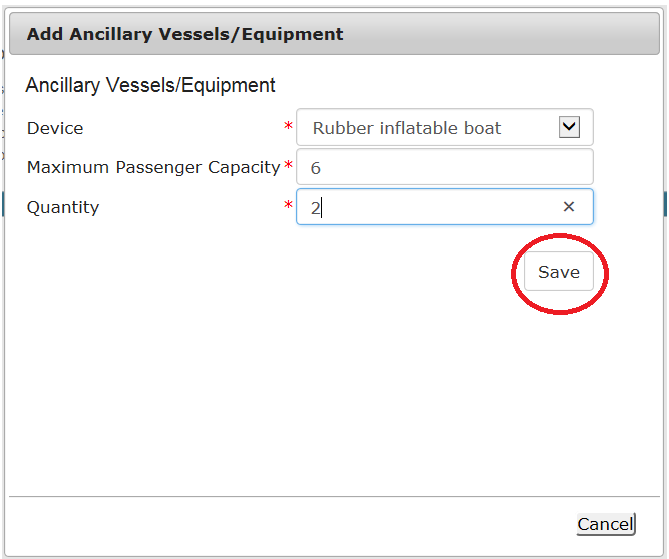 Add Ancillary Vessels/Equipment
Ancillary Vessels/Equipment
Device * Rubber inflatable boat
Maximum Passenger Capacity * 6
Quantity * 2 ×
Save
Cancel